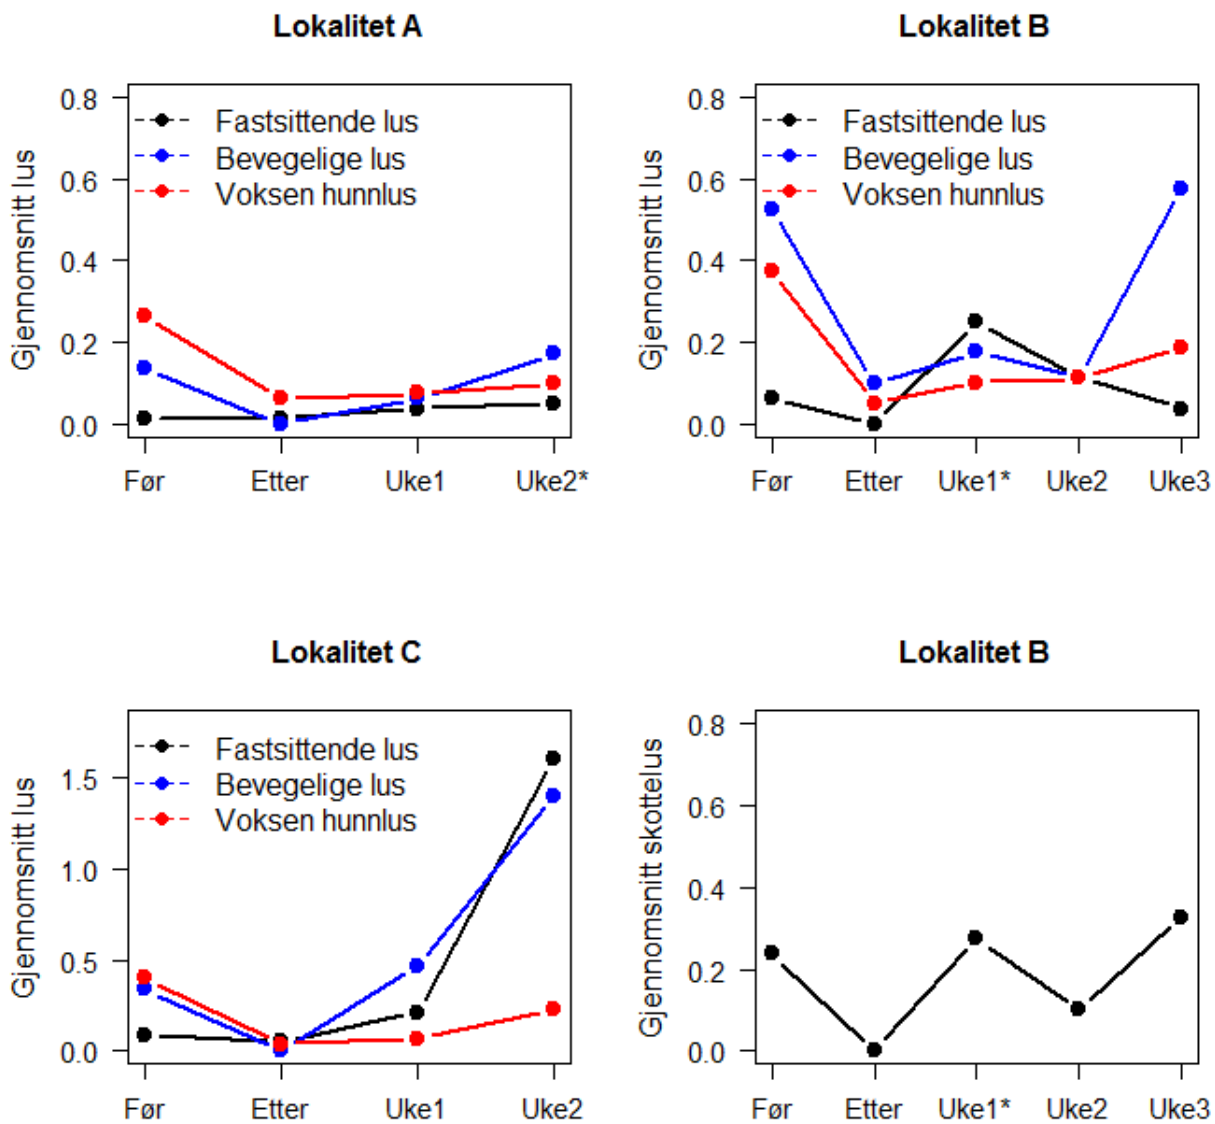 Lokalitet A
Gjennomsnitt lus
0.8
0.6
0.4
0.2
0.0
Fastsittende lus
Bevegelige lus
Voksen hunnlus
Før Etter Uke1 Uke2*
Lokalitet B
Gjennomsnitt lus
0.8
0.6
0.4
0.2
0.0
Fastsittende lus
Bevegelige lus
Voksen hunnlus
Før Etter Uke1* Uke2 Uke3
Lokalitet C
Gjennomsnitt lus
1.5
1.0
0.5
0.0
Fastsittende lus
Bevegelige lus
Voksen hunnlus
Før Etter Uke1 Uke2
Lokalitet B
Gjennomsnitt skottelus
0.8
0.6
0.4
0.2
0.0
Før Etter Uke1* Uke2 Uke3